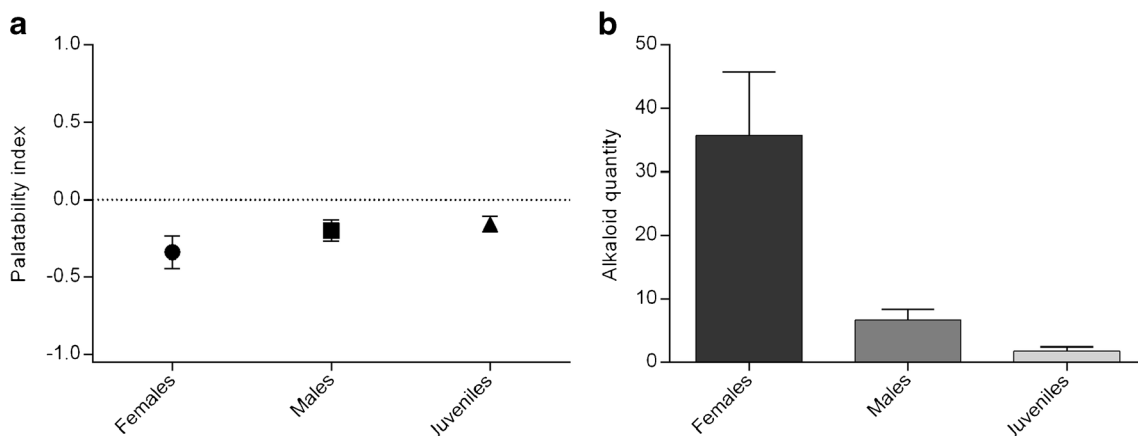 a
1.0
0.5
0.0
-0.5
-1.0
Palatability index
Females
Males
Juveniles
b
50
40
30
20
10
0
Alkaloid quantity
Females
Males
Juveniles